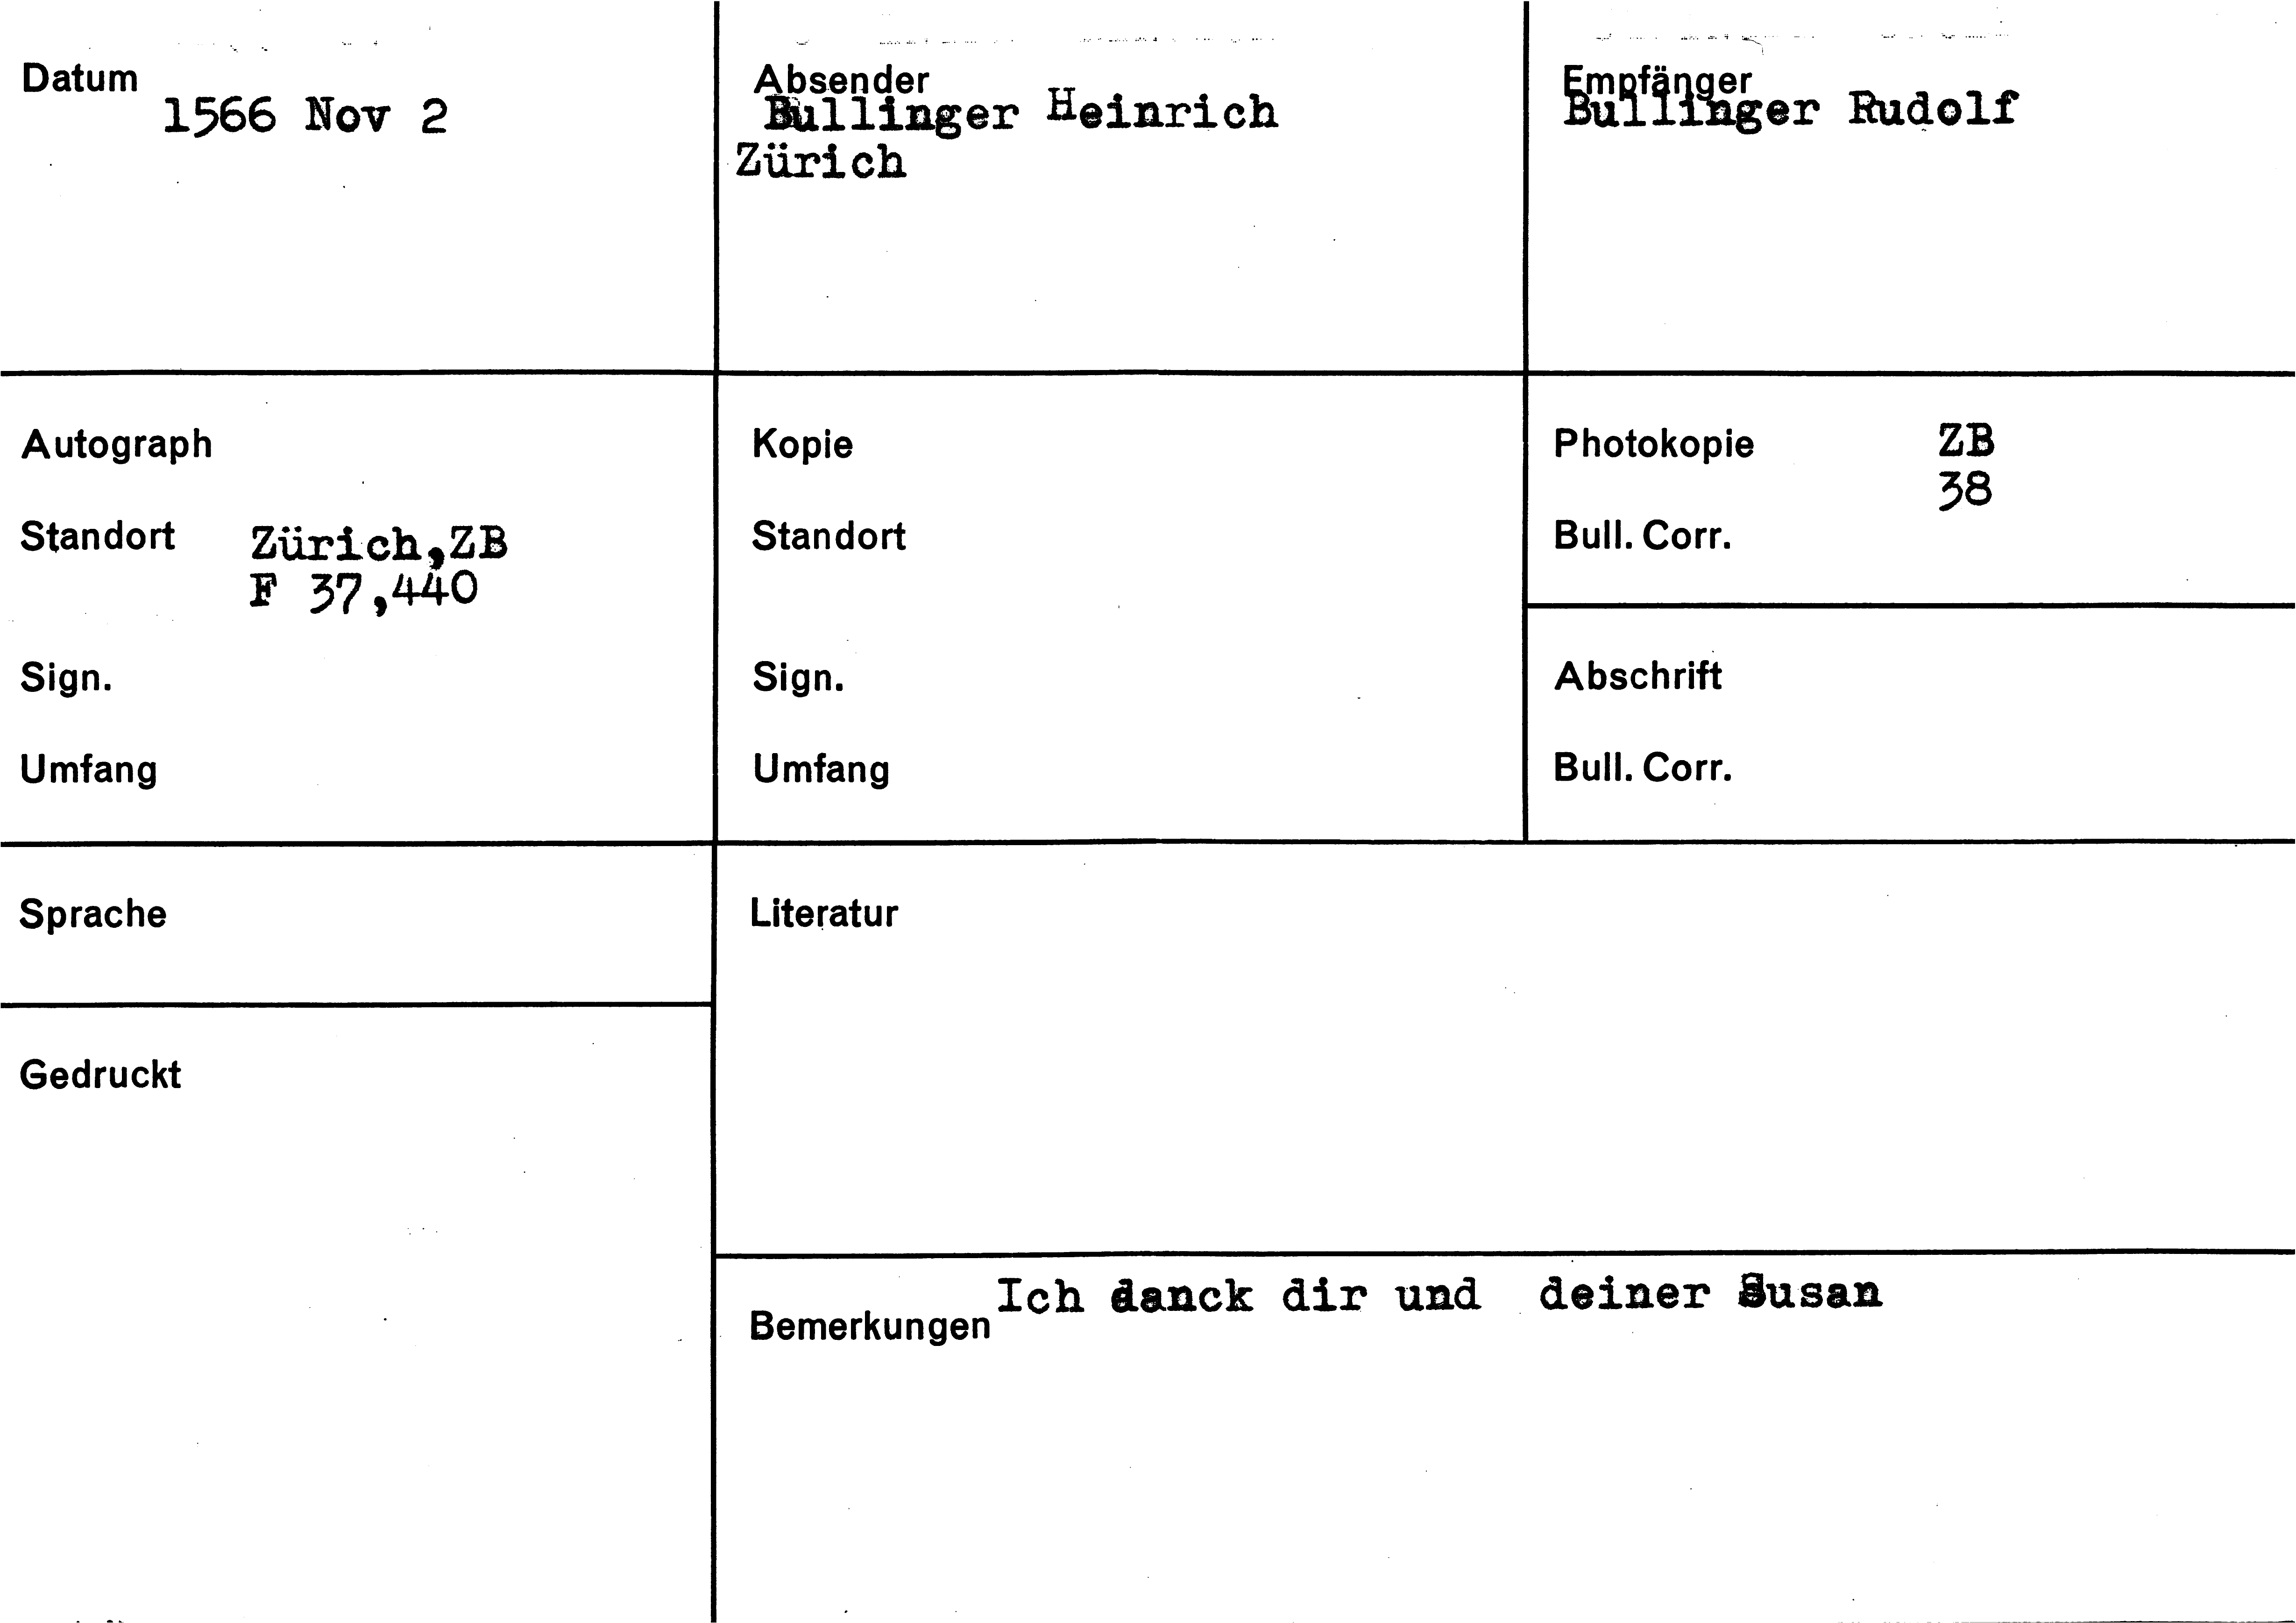 Datum
1566 Nov 2
Absender
Bullinger Heinrich
Zürich
Empfänger
Bullinger Rudolf
Autograph
Standort Zürich,ZB
F 37,440
Sign.
Umfang
Kopie
Standort
Sign.
Umfang
Photokopie ZB
38
Bull. Corr.
Abschrift
Bull. Corr.
Sprache
Literatur
Gedruckt
Bemerkungen Ich danck dir und deiner Susan